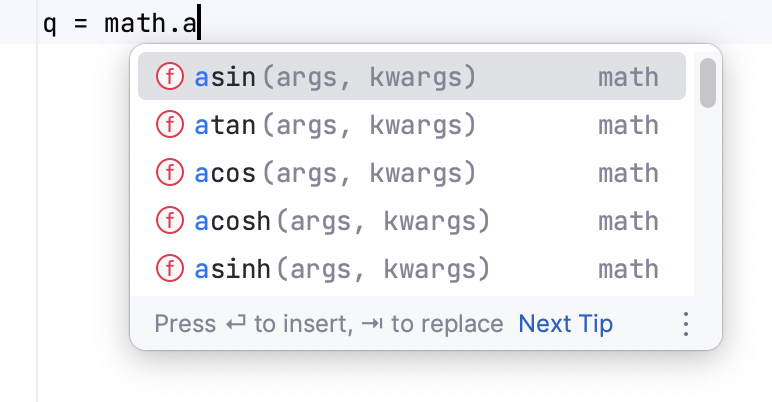 q = math.a
f asin(args, kwargs) math
f atan(args, kwargs) math
f acos(args, kwargs) math
f acosh(args, kwargs) math
f asinh(args, kwargs) math
Press ↵ to insert, ⇥ to replace Next Tip